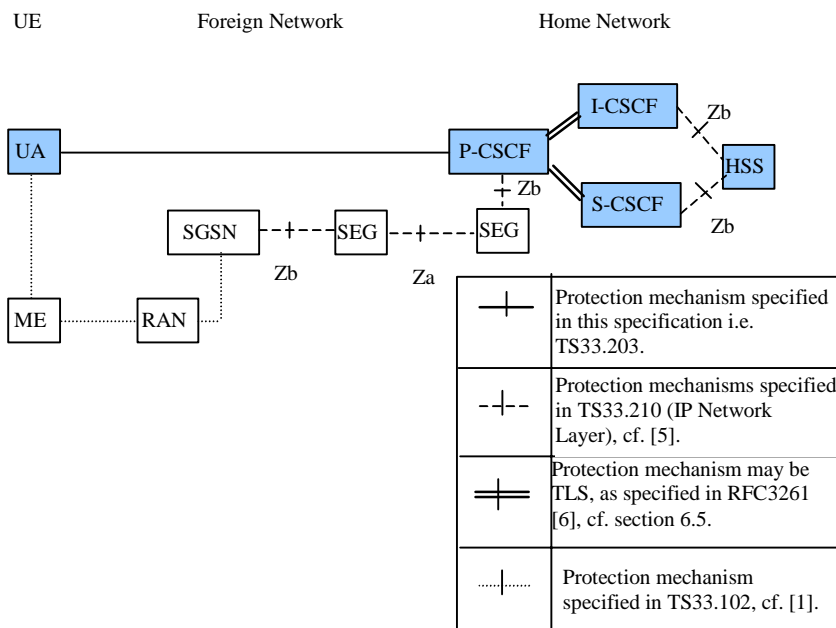 UE Foreign Network Home Network
I-CSCF
Zb
UA P-CSCF
HSS
Zb
S-CSCF
SGSN SEG SEG
Zb
Zb Za
ME RAN
Protection mechanism specified
in this specification i.e.
TS33.203.
Protection mechanisms specified
in TS33.210 (IP Network
Layer), cf. [5].
Protection mechanism may be
TLS, as specified in RFC3261
[6], cf. section 6.5.
Protection mechanism
specified in TS33.102, cf. [1].